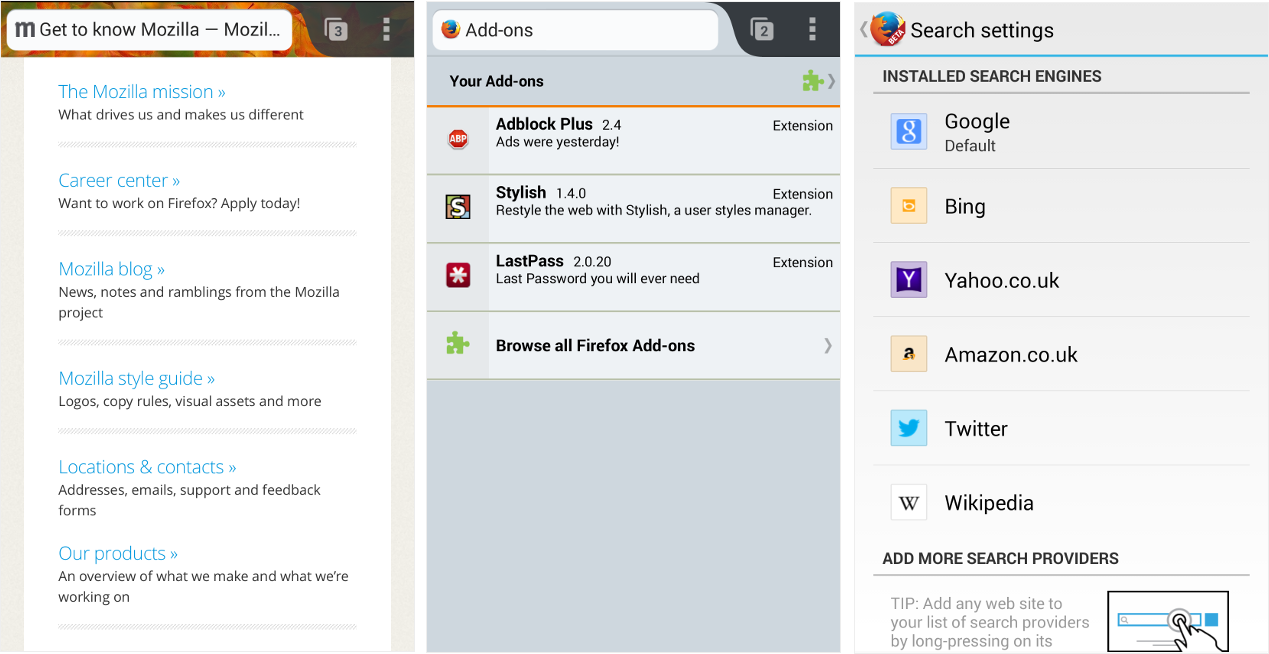 m Get to know Mozilla — Mozil...
3
The Mozilla mission »
What drives us and makes us different
Career center »
Want to work on Firefox? Apply today!
Mozilla blog »
News, notes and ramblings from the Mozilla
project
Mozilla style guide »
Logos, copy rules, visual assets and more
Locations & contacts »
Addresses, emails, support and feedback
forms
Our products »
An overview of what we make and what we're
working on
Add-ons
2
Your Add-ons
ABP
Adblock Plus 2.4 Extension
Ads were yesterday!
S
Stylish 1.4.0 Extension
Restyle the web with Stylish, a user styles manager.
LastPass 2.0.20 Extension
Last Password you will ever need
Browse all Firefox Add-ons
BETA
Search settings
INSTALLED SEARCH ENGINES
g
Google
Default
b
Bing
Y
Yahoo.co.uk
a
Amazon.co.uk
Twitter
W
Wikipedia
ADD MORE SEARCH PROVIDERS
TIP: Add any web site to
your list of search providers
by long-pressing on its